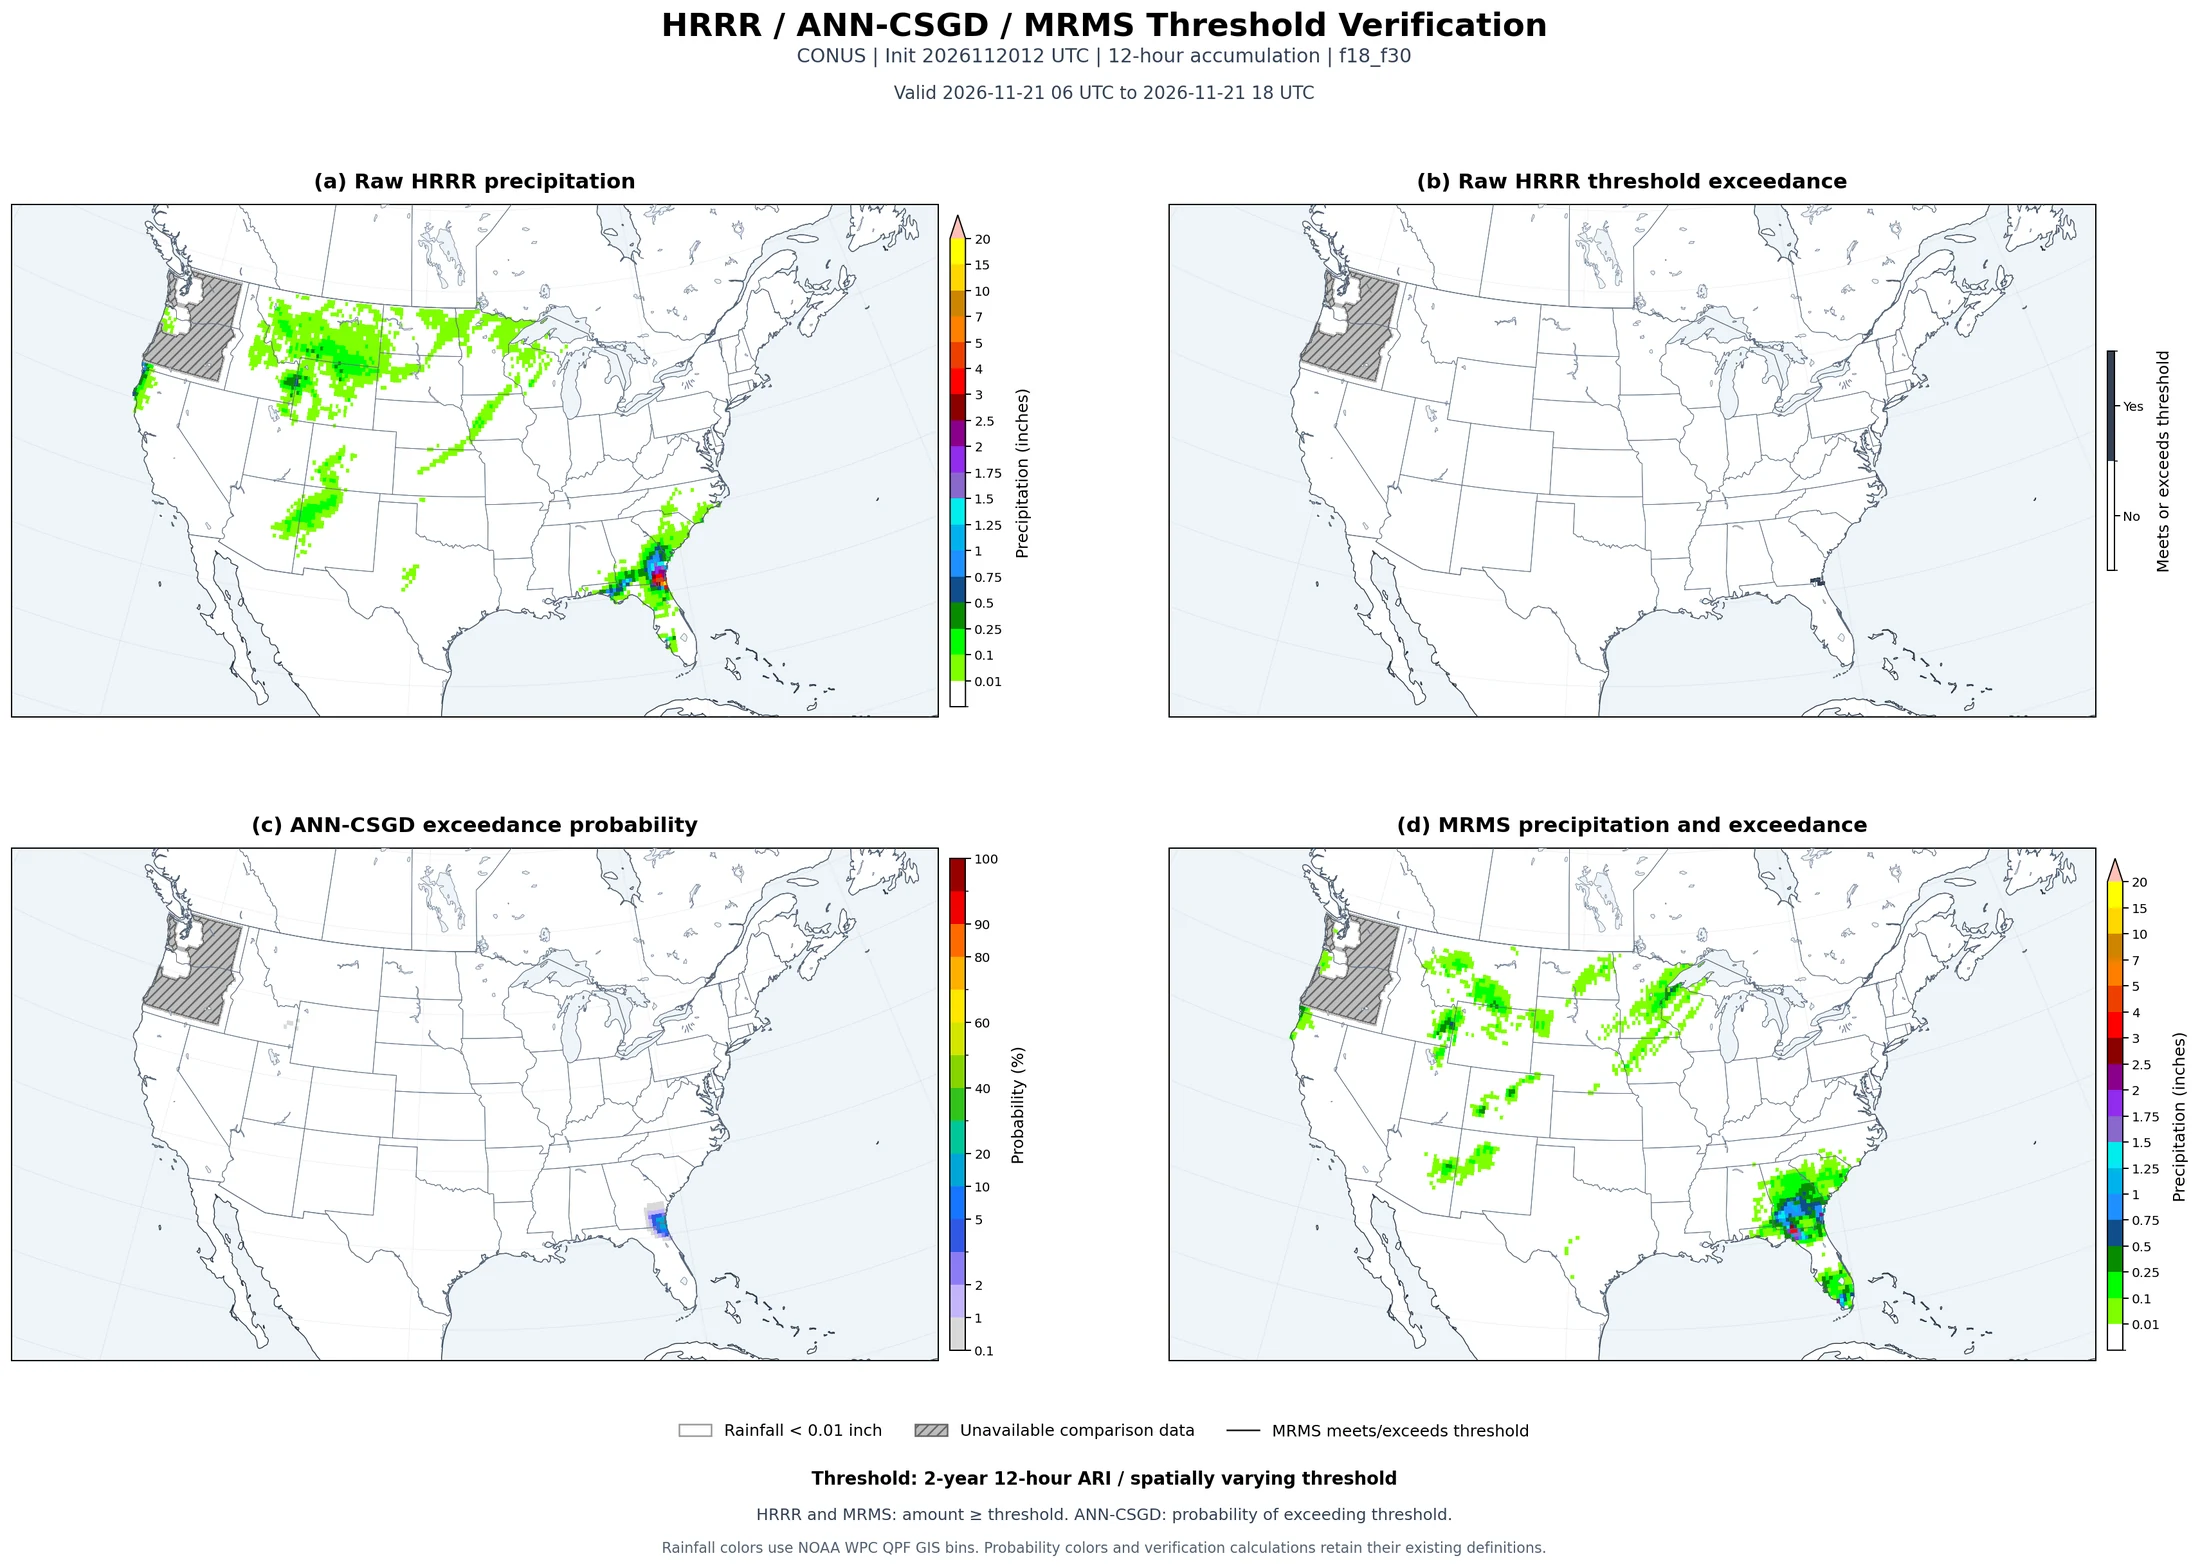 HRRR / ANN-CSGD / MRMS Threshold Verification
CONUS | Init 2026112012 UTC | 12-hour accumulation | f18_f30
Valid 2026-11-21 06 UTC to 2026-11-21 18 UTC
(a) Raw HRRR precipitation
20
15
10
7
5
4
3
2.5
2
1.75
1.5
1.25
1
0.75
0.5
0.25
0.1
0.01
Precipitation (inches)
(b) Raw HRRR threshold exceedance
Yes
No
Meets or exceeds threshold
(c) ANN-CSGD exceedance probability
100
90
80
60
40
20
10
5
2
1
0.1
Probability (%)
(d) MRMS precipitation and exceedance
20
15
10
7
5
4
3
2.5
2
1.75
1.5
1.25
1
0.75
0.5
0.25
0.1
0.01
Precipitation (inches)
Rainfall < 0.01 inch
Unavailable comparison data
MRMS meets/exceeds threshold
Threshold: 2-year 12-hour ARI / spatially varying threshold
HRRR and MRMS: amount ≥ threshold. ANN-CSGD: probability of exceeding threshold.
Rainfall colors use NOAA WPC QPF GIS bins. Probability colors and verification calculations retain their existing definitions.